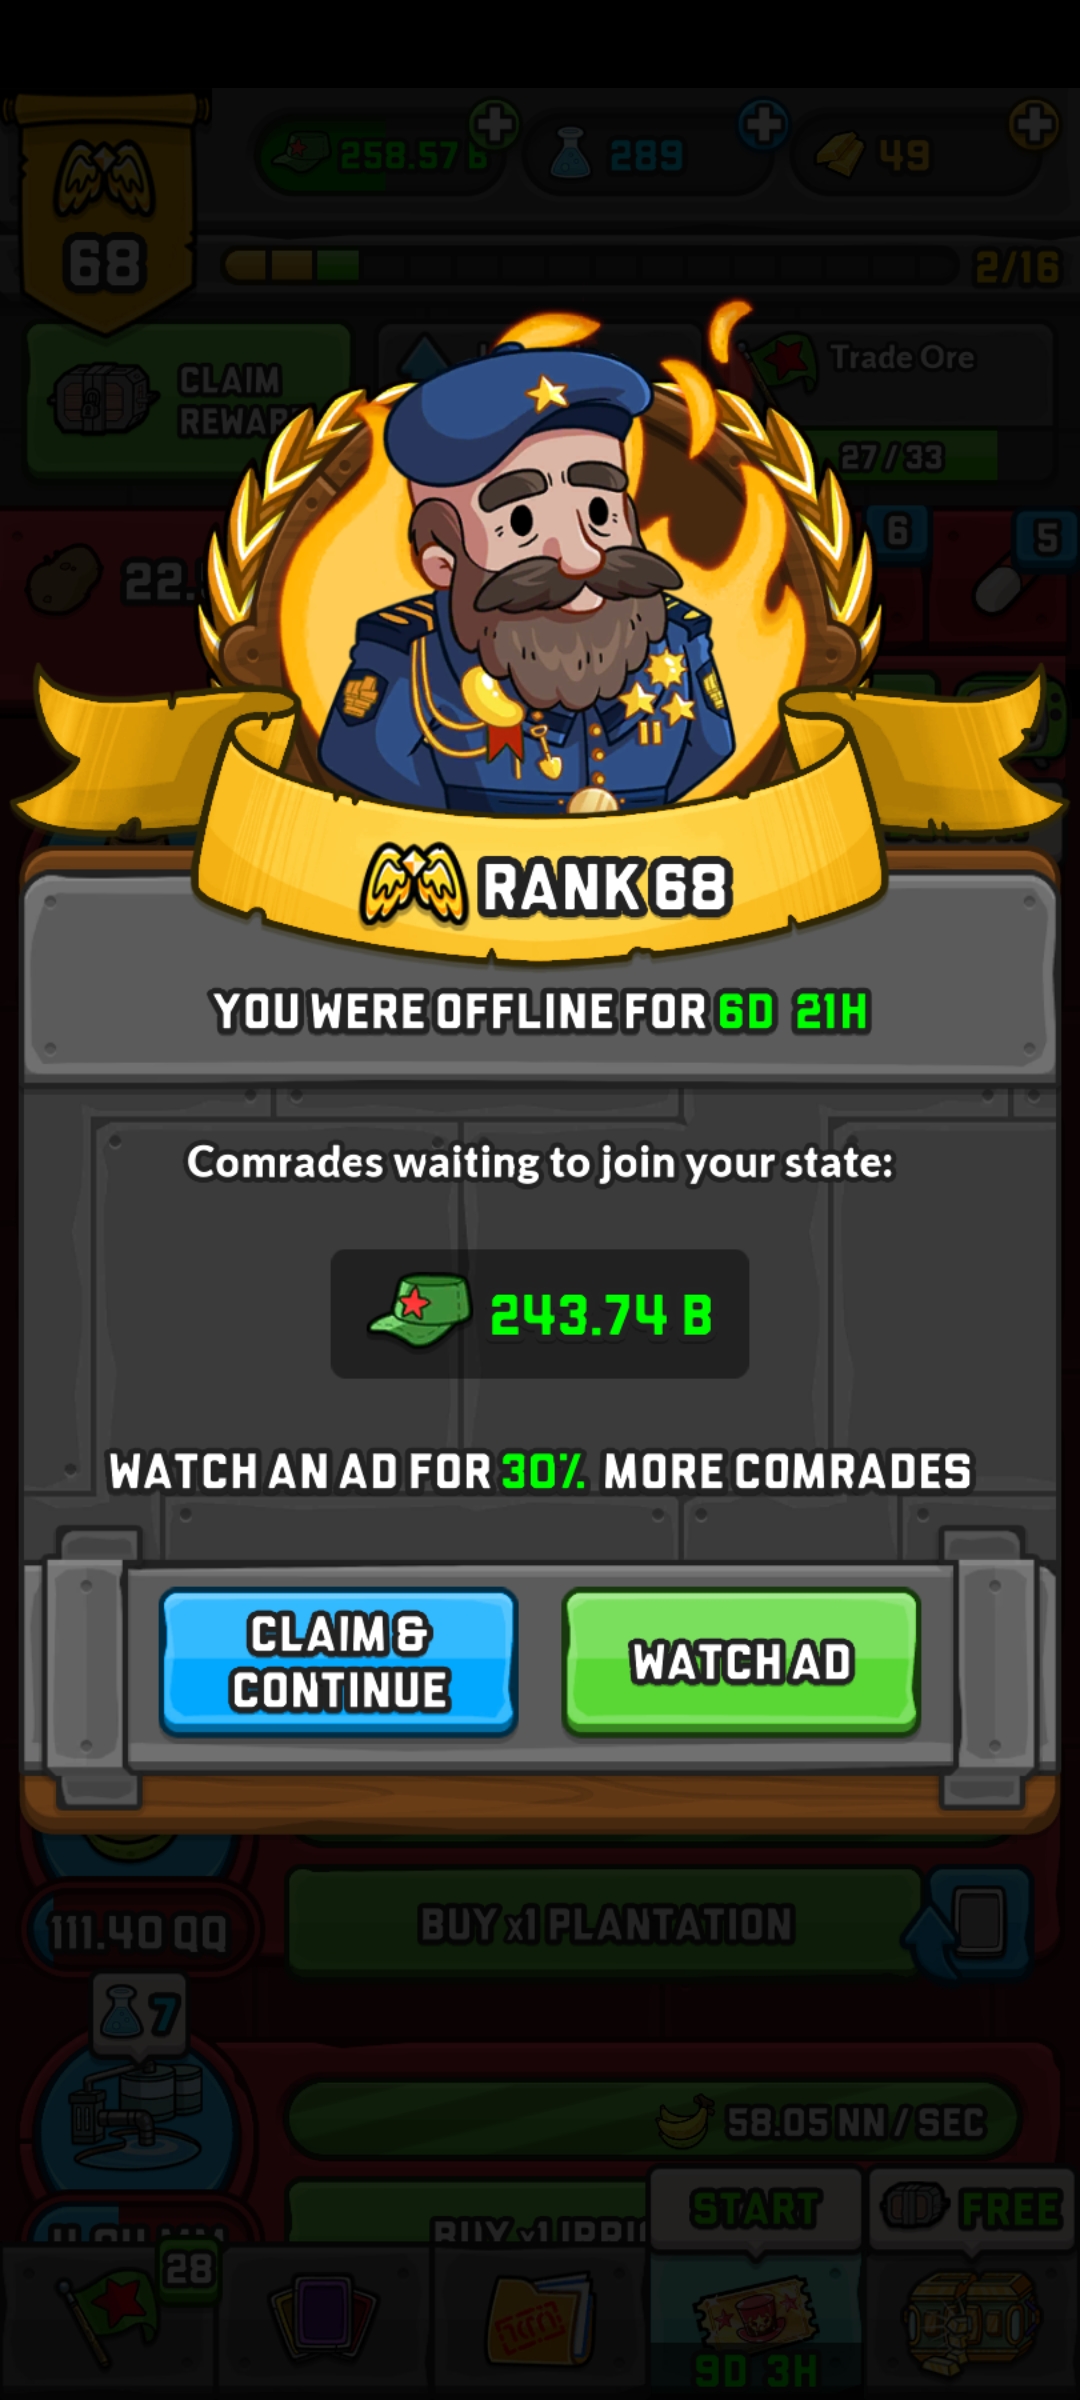 258.57 B
289
49
68
2/16
CLAIM
Trade Ore
27/33
22.
6
5
RANK 68
YOU WERE OFFLINE FOR 6D 21H
Comrades waiting to join your state:
243.74 B
WATCH AN AD FOR 30% MORE COMRADES
CLAIM &
CONTINUE
WATCH AD
111.40 QQ
BUY x1 PLANTATION
7
58.05 NN / SEC
START
FREE
28
9D 3H